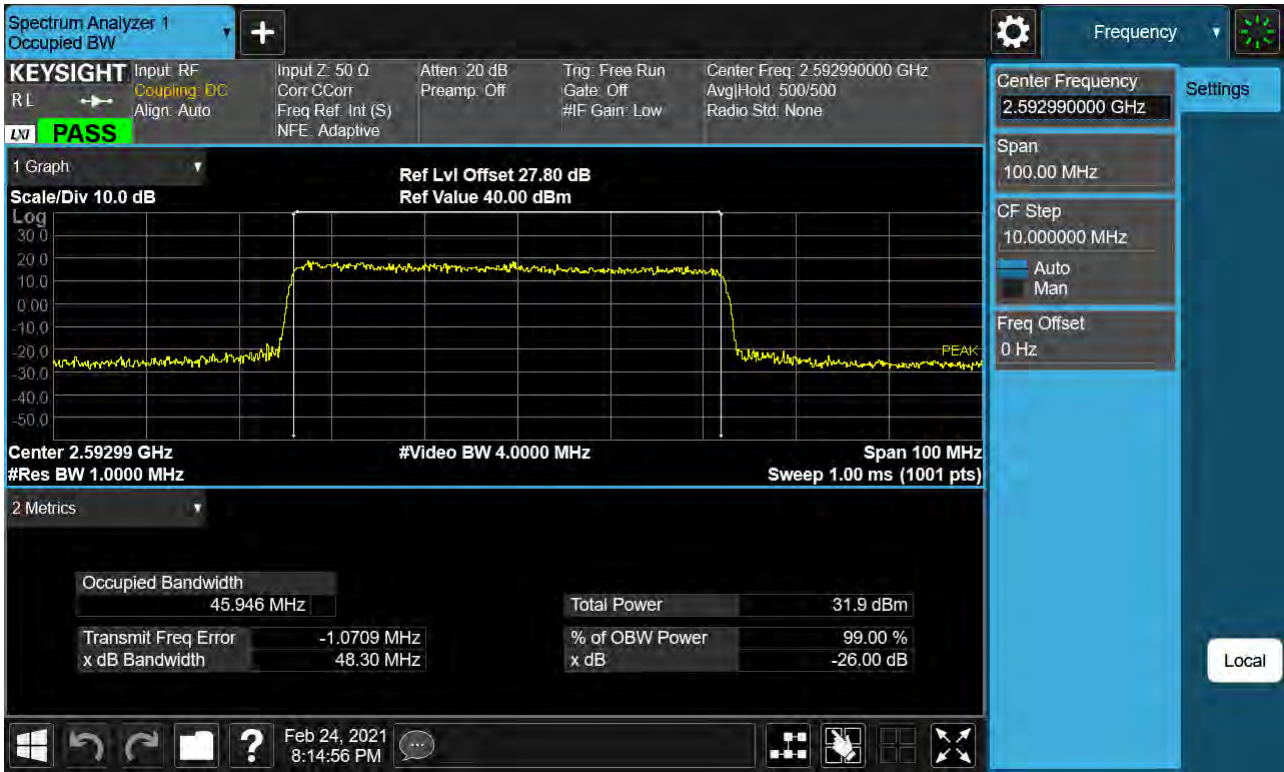 Spectrum Analyzer 1
Occupied BW
Frequency
KEYSIGHT
RL
LXI
PASS
Input: RF
Coupling: DC
Align: Auto
Input Z: 50 Ω
Corr CCorr
Freq Ref: Int (S)
NFE: Adaptive
Atten: 20 dB
Preamp: Off
Trig: Free Run
Gate: Off
#IF Gain: Low
Center Freq: 2.592990000 GHz
Avg|Hold: 500/500
Radio Std: None
Center Frequency
2.592990000 GHz
Settings
Span
100.00 MHz
CF Step
10.000000 MHz
Auto
Man
Freq Offset
0 Hz
Local
1 Graph
Scale/Div 10.0 dB
Ref Lvl Offset 27.80 dB
Ref Value 40.00 dBm
Log
30.0
20.0
10.0
0.00
-10.0
-20.0
-30.0
-40.0
-50.0
PEAK
Center 2.59299 GHz
#Video BW 4.0000 MHz
Span 100 MHz
#Res BW 1.0000 MHz
Sweep 1.00 ms (1001 pts)
2 Metrics
Occupied Bandwidth
45.946 MHz
Total Power 31.9 dBm
Transmit Freq Error -1.0709 MHz
% of OBW Power 99.00 %
x dB Bandwidth 48.30 MHz
x dB -26.00 dB
Feb 24, 2021
8:14:56 PM